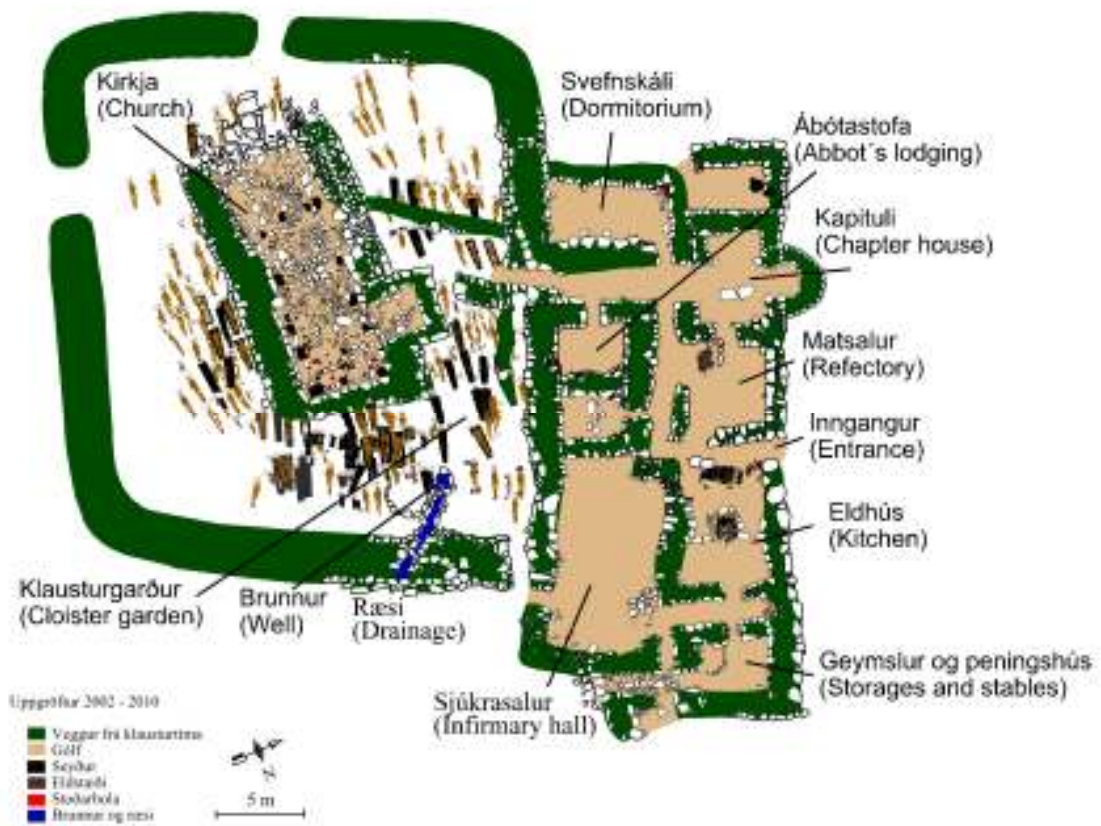 Kirkja
(Church)
Svefnskáli
(Dormitorium)
Ábótastofa
(Abbot´s lodging)
Kapituli
(Chapter house)
Matsalur
(Refectory)
Inngangur
(Entrance)
Eldhús
(Kitchen)
Klausturgarður
(Cloister garden)
Brunnur
(Well)
Ræsi
(Drainage)
Sjúkrasalur
(Infirmary hall)
Geymslur og peningshús
(Storages and stables)
Uppgröftur 2002 - 2010
Veggur frá klausturtíma
Gólf
Seyðir
Eldstæði
Brunnur og ræsi
N
5 m